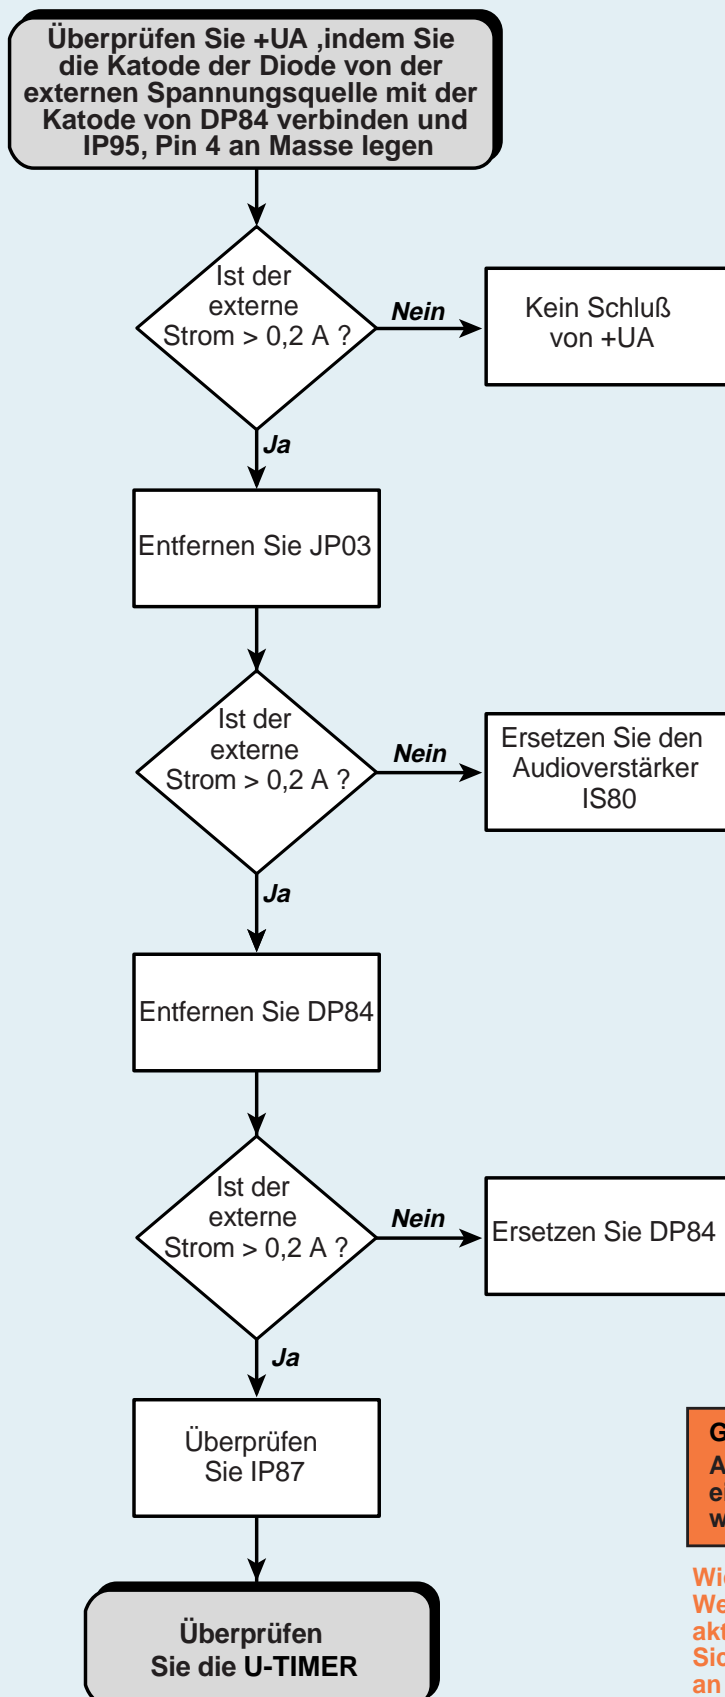 Überprüfen Sie +UA ,indem Sie
die Katode der Diode von der
externen Spannungsquelle mit der
Katode von DP84 verbinden und
IP95, Pin 4 an Masse legen
Ist der
externe
Strom > 0,2 A ?
Nein
Kein Schluß
von +UA
Ja
Entfernen Sie JP03
Ist der
externe
Strom > 0,2 A ?
Nein
Ersetzen Sie den
Audioverstärker
IS80
Ja
Entfernen Sie DP84
Ist der
externe
Strom > 0,2 A ?
Nein
Ersetzen Sie DP84
Ja
Überprüfen
Sie IP87
Überprüfen
Sie die U-TIMER
an